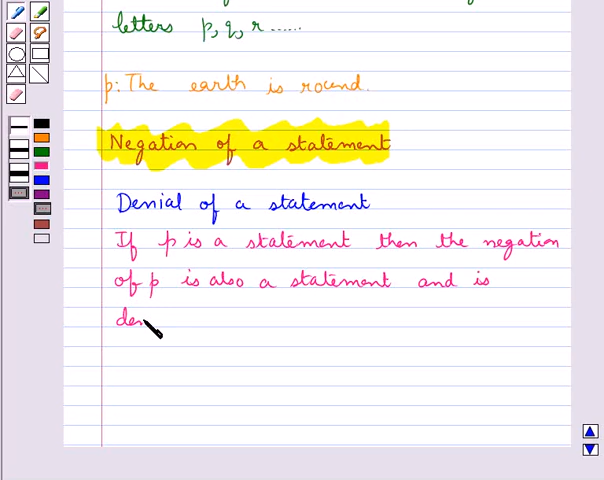 letters p, q, r ......
p: The earth is round.
Negation of a statement
Denial of a statement
If p is a statement then the negation
of p is also a statement and is
den